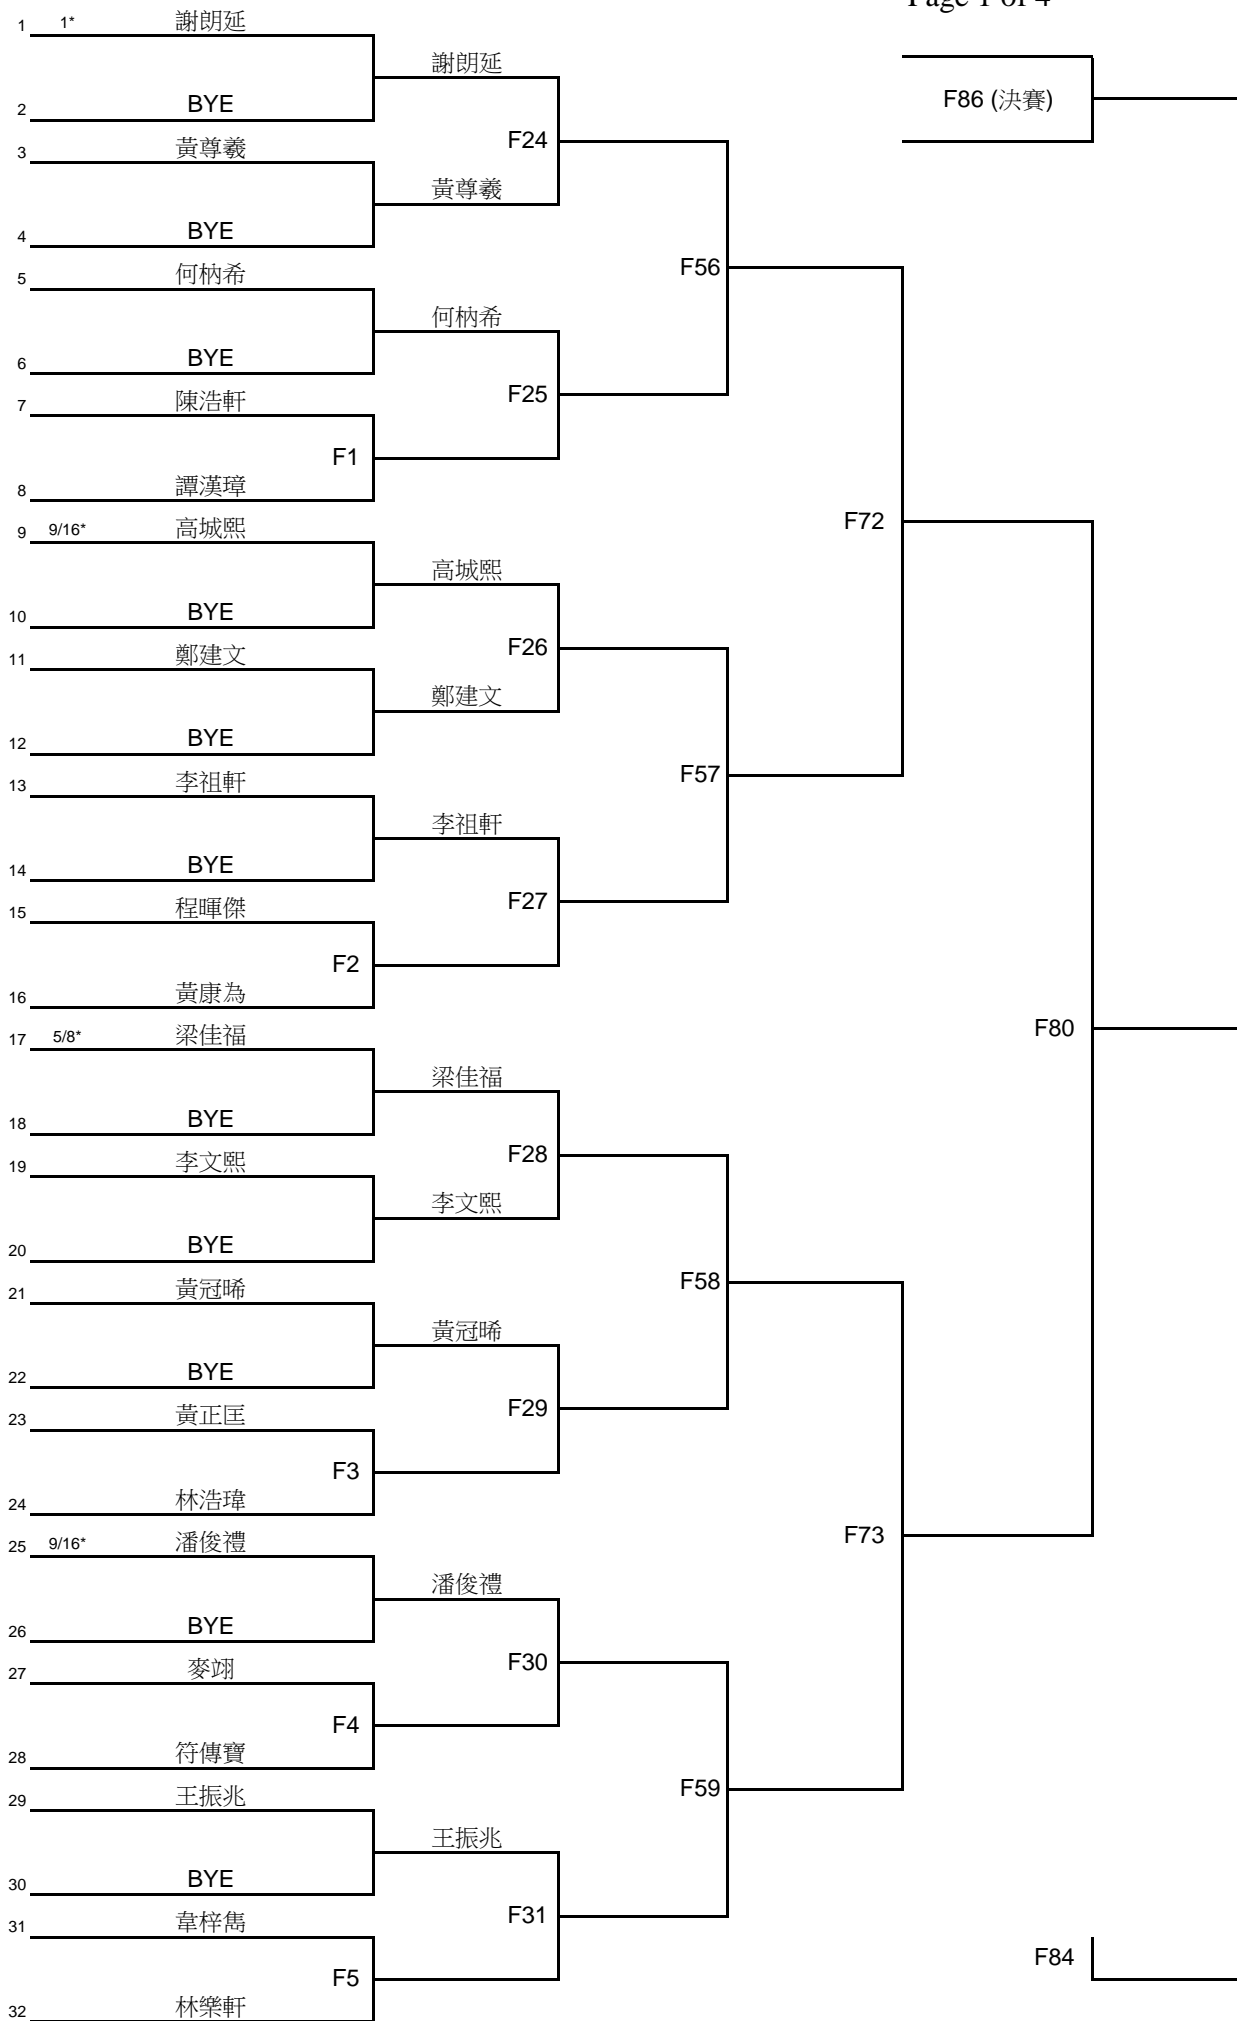 Page 1 of 4
1 1* 謝朗延
謝朗延
F86 (決賽)
2 BYE
F24
3 黃尊羲
黃尊羲
4 BYE
F56
5 何枘希
何枘希
6 BYE
F25
7 陳浩軒
F1
8 譚漢璋
F72
9 9/16* 高城熙
高城熙
10 BYE
F26
11 鄭建文
鄭建文
12 BYE
F57
13 李祖軒
李祖軒
14 BYE
F27
15 程暉傑
F2
16 黃康為
F80
17 5/8* 梁佳福
梁佳福
18 BYE
F28
19 李文熙
李文熙
20 BYE
F58
21 黃冠晞
黃冠晞
22 BYE
F29
23 黃正匡
F3
24 林浩瑋
F73
25 9/16* 潘俊禮
潘俊禮
26 BYE
F30
27 麥翊
F4
28 符傳寶
F59
29 王振兆
王振兆
30 BYE
F31
31 韋梓雋
F84
F5
32 林樂軒